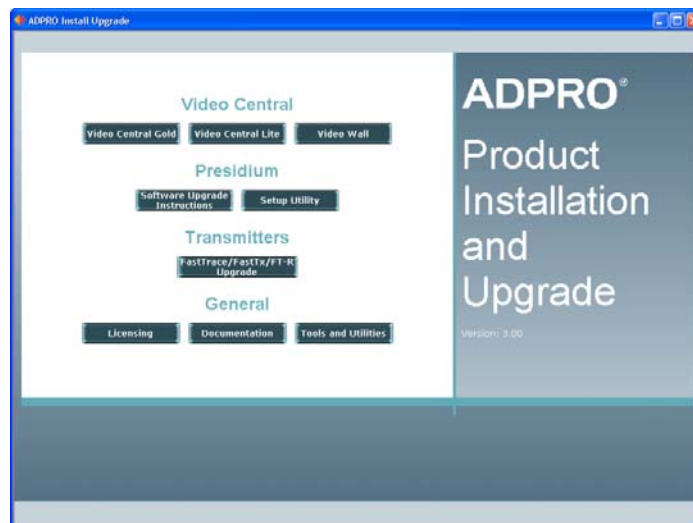 ADPRO Install Upgrade
Video Central
Video Central Gold Video Central Lite Video Wall
Presidium
Software Upgrade
Instructions
Setup Utility
Transmitters
FastTrace/FastTx/FT-R
Upgrade
General
Licensing Documentation Tools and Utilities
ADPRO®
Product
Installation
and
Upgrade
Version: 3.00